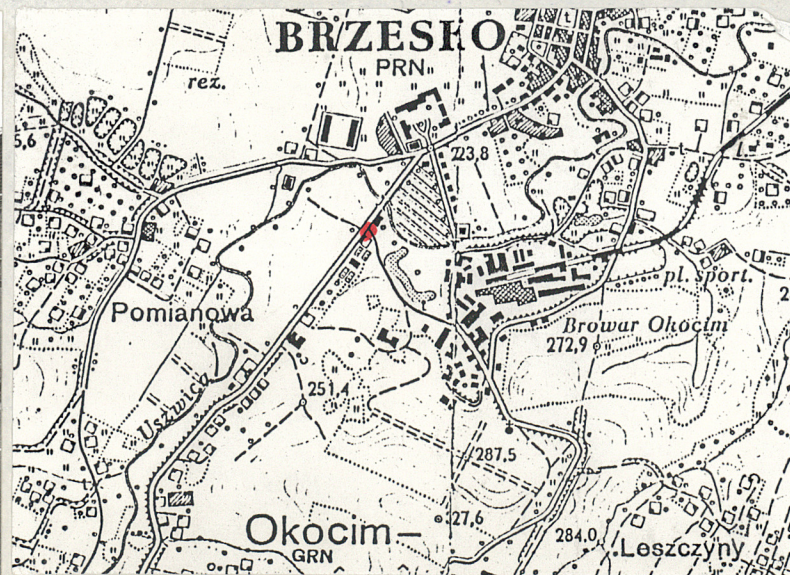 BRZESKO
PRN
t
rez.
5,6
223,8
t
Pomianowa
pl. sport.
Browar Okocim
272,9
2
Uszwica
251,4
c
287,5
27,6
Okocim–
GRN
284,0
Leszczyny